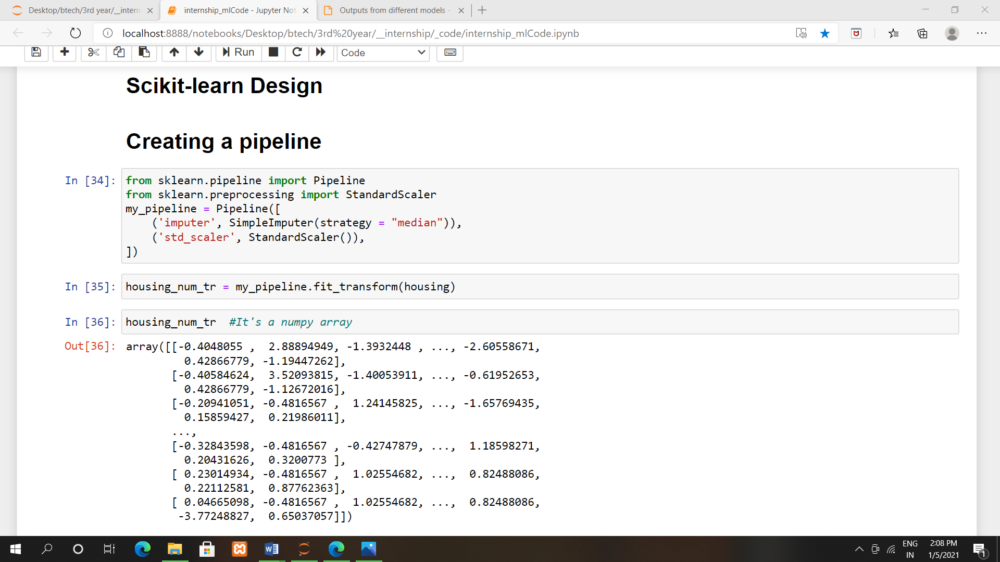 Desktop/btech/3rd year/__intern
internship_mlCode - Jupyter Not
Outputs from different models -
localhost:8888/notebooks/Desktop/btech/3rd%20year/__internship/_code/internship_mlCode.ipynb
Run
Code
Scikit-learn Design
Creating a pipeline
In [34]:
from sklearn.pipeline import Pipeline
from sklearn.preprocessing import StandardScaler
my_pipeline = Pipeline([
    ('imputer', SimpleImputer(strategy = "median")),
    ('std_scaler', StandardScaler()),
])
In [35]: housing_num_tr = my_pipeline.fit_transform(housing)
In [36]: housing_num_tr  #It's a numpy array
Out[36]: array([[-0.4048055 ,  2.88894949, -1.3932448 , ..., -2.60558671,
         0.42866779, -1.19447262],
       [-0.40584624,  3.52093815, -1.40053911, ..., -0.61952653,
         0.42866779, -1.12672016],
       [-0.20941051, -0.4816567 ,  1.24145825, ..., -1.65769435,
         0.15859427,  0.21986011],
       ...,
       [-0.32843598, -0.4816567 , -0.42747879, ...,  1.18598271,
         0.20431626,  0.3200773 ],
       [ 0.23014934, -0.4816567 ,  1.02554682, ...,  0.82488086,
         0.22112581,  0.87762363],
       [ 0.04665098, -0.4816567 ,  1.02554682, ...,  0.82488086,
        -3.77248827,  0.65037057]])
ENG
IN
2:08 PM
1/5/2021
1